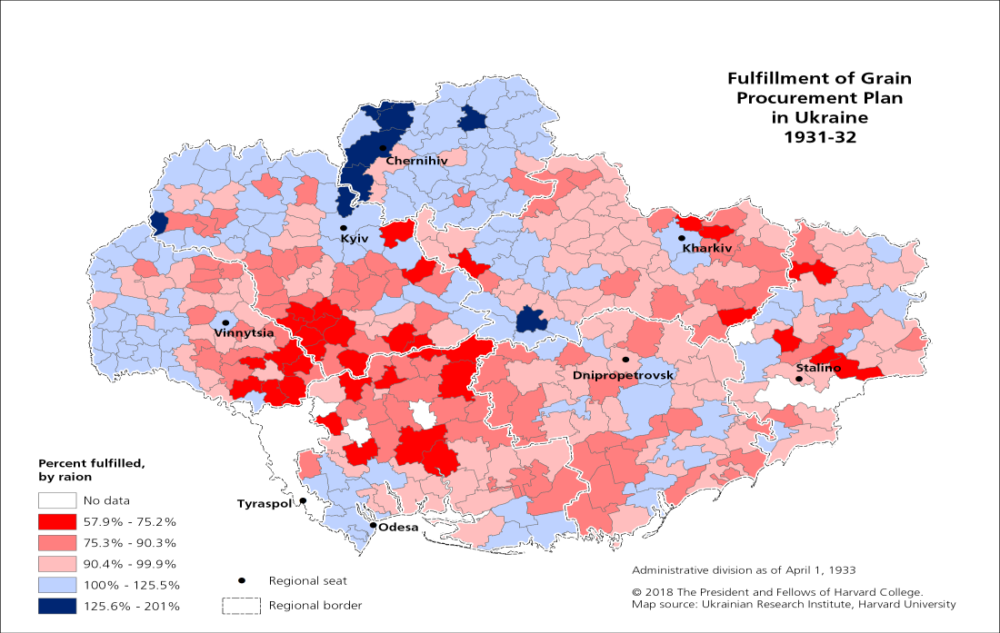 Fulfillment of Grain
Procurement Plan
in Ukraine
1931-32
Chernihiv
Kyiv
Kharkiv
Vinnytsia
Dnipropetrovsk
Stalino
Tyraspol
Odesa
Percent fulfilled,
by raion
No data
57.9% - 75.2%
75.3% - 90.3%
90.4% - 99.9%
100% - 125.5%
125.6% - 201%
Regional seat
Regional border
Administrative division as of April 1, 1933
© 2018 The President and Fellows of Harvard College.
Map source: Ukrainian Research Institute, Harvard University